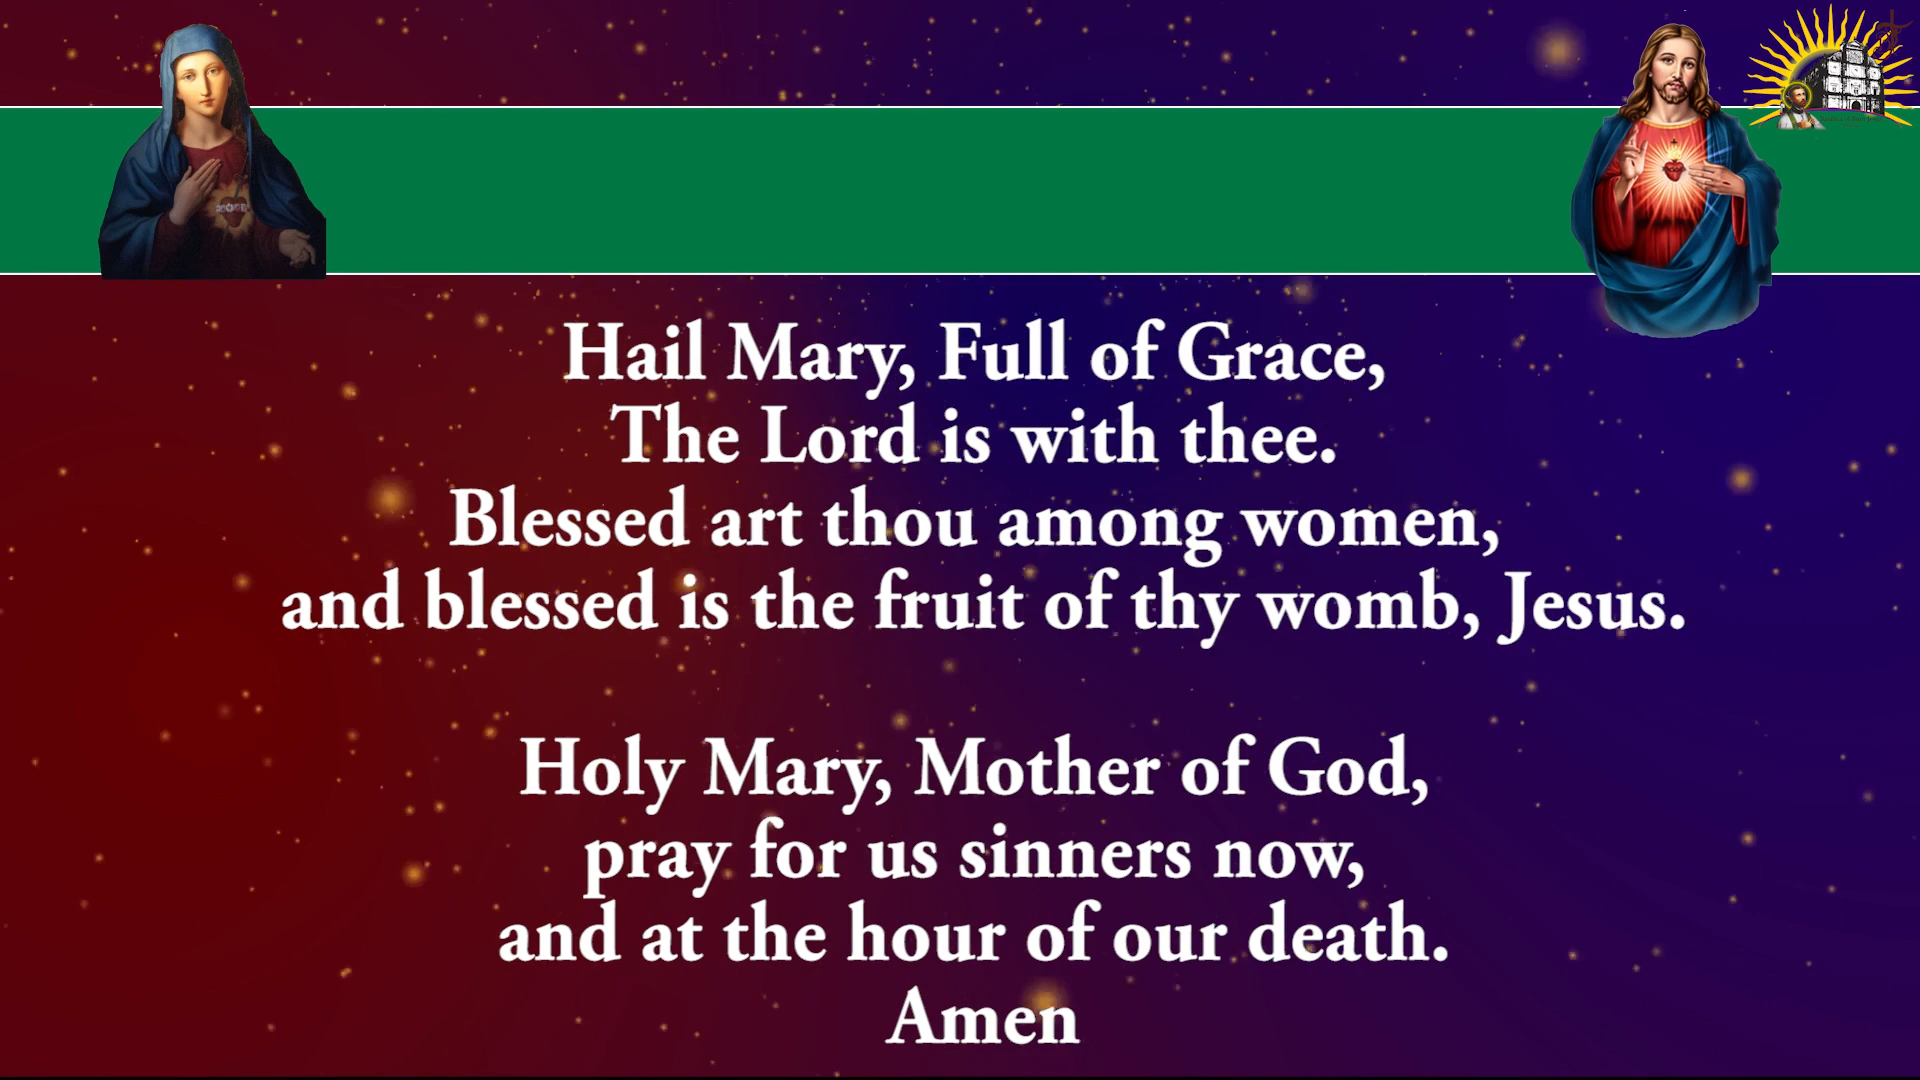 Hail Mary, Full of Grace,
The Lord is with thee.
Blessed art thou among women,
and blessed is the fruit of thy womb, Jesus.
Holy Mary, Mother of God,
pray for us sinners now,
and at the hour of our death.
Amen